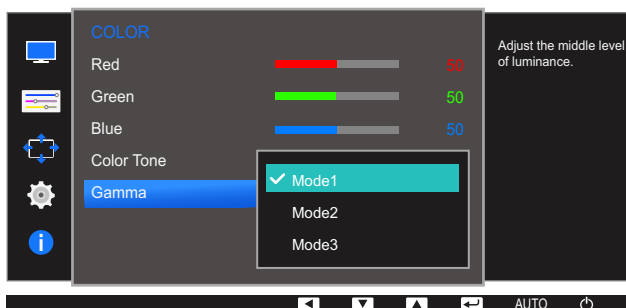 COLOR
Red 50
Green 50
Blue 50
Color Tone
Gamma
Mode1
Mode2
Mode3
Adjust the middle level
of luminance.
AUTO